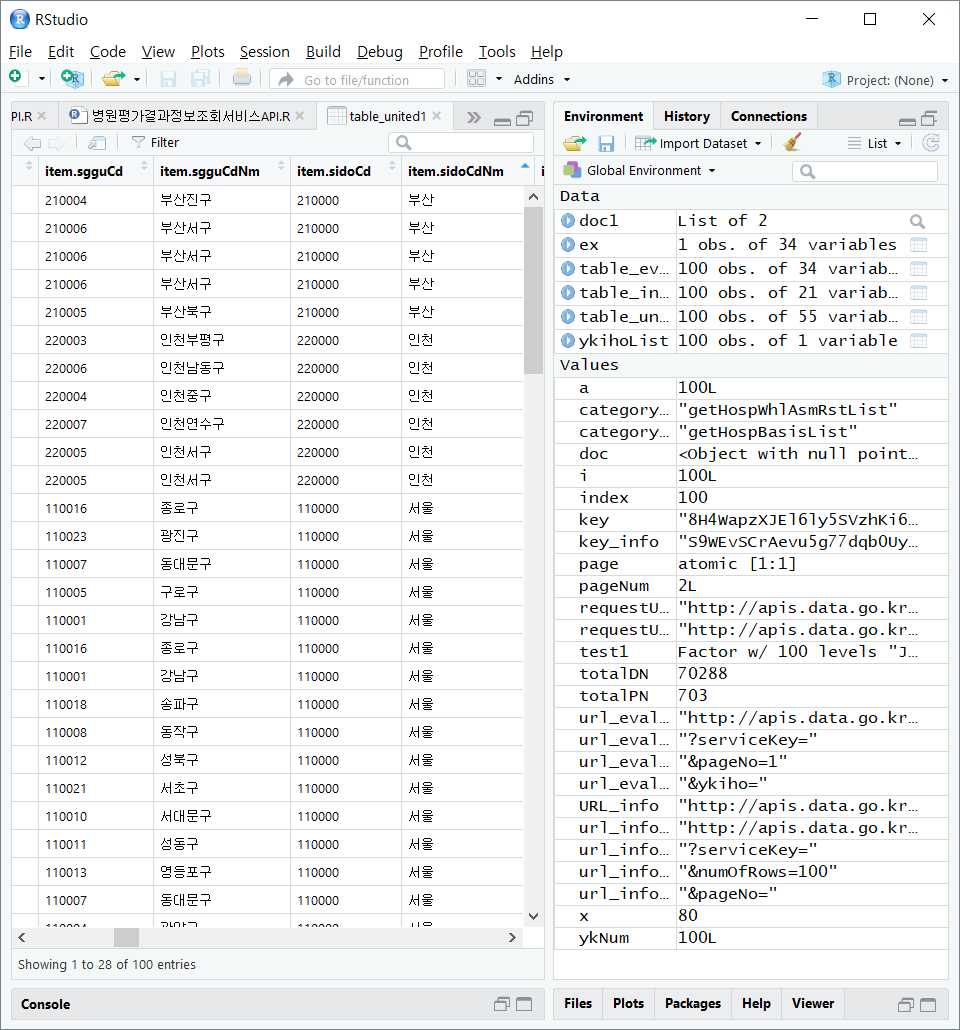 RStudio
File Edit Code View Plots Session Build Debug Profile Tools Help
Go to file/function Addins Project: (None)
PI.R 병원평가결과정보조회서비스API.R table_united1
Filter
item.sgguCd item.sgguCdNm item.sidoCd item.sidoCdNm
210004 부산진구 210000 부산
210006 부산서구 210000 부산
210006 부산서구 210000 부산
210006 부산서구 210000 부산
210005 부산북구 210000 부산
220003 인천부평구 220000 인천
220006 인천남동구 220000 인천
220004 인천중구 220000 인천
220007 인천연수구 220000 인천
220005 인천서구 220000 인천
220005 인천서구 220000 인천
110016 종로구 110000 서울
110023 광진구 110000 서울
110007 동대문구 110000 서울
110005 구로구 110000 서울
110001 강남구 110000 서울
110016 종로구 110000 서울
110001 강남구 110000 서울
110018 송파구 110000 서울
110008 동작구 110000 서울
110012 성북구 110000 서울
110021 서초구 110000 서울
110010 서대문구 110000 서울
110011 성동구 110000 서울
110013 영등포구 110000 서울
110007 동대문구 110000 서울
Showing 1 to 28 of 100 entries
Console
Environment History Connections
Import Dataset List
Global Environment
Data
doc1 List of 2
ex 1 obs. of 34 variables
table_ev… 100 obs. of 34 variab…
table_in… 100 obs. of 21 variab…
table_un… 100 obs. of 55 variab…
ykihoList 100 obs. of 1 variable
Values
a 100L
category… "getHospWhlAsmRstList"
category… "getHospBasisList"
doc <Object with null point…
i 100L
index 100
key "8H4WapzXJEl6ly5SVzhKi6…
key_info "S9WEvSCrAevu5g77dqb0Uy…
page atomic [1:1]
pageNum 2L
requestU… "http://apis.data.go.kr…
requestU… "http://apis.data.go.kr…
test1 Factor w/ 100 levels "J…
totalDN 70288
totalPN 703
url_eval… "http://apis.data.go.kr…
url_eval… "?serviceKey="
url_eval… "&pageNo=1"
url_eval… "&ykiho="
URL_info "http://apis.data.go.kr…
url_info… "http://apis.data.go.kr…
url_info… "?serviceKey="
url_info… "&numOfRows=100"
url_info… "&pageNo="
x 80
ykNum 100L
Files Plots Packages Help Viewer